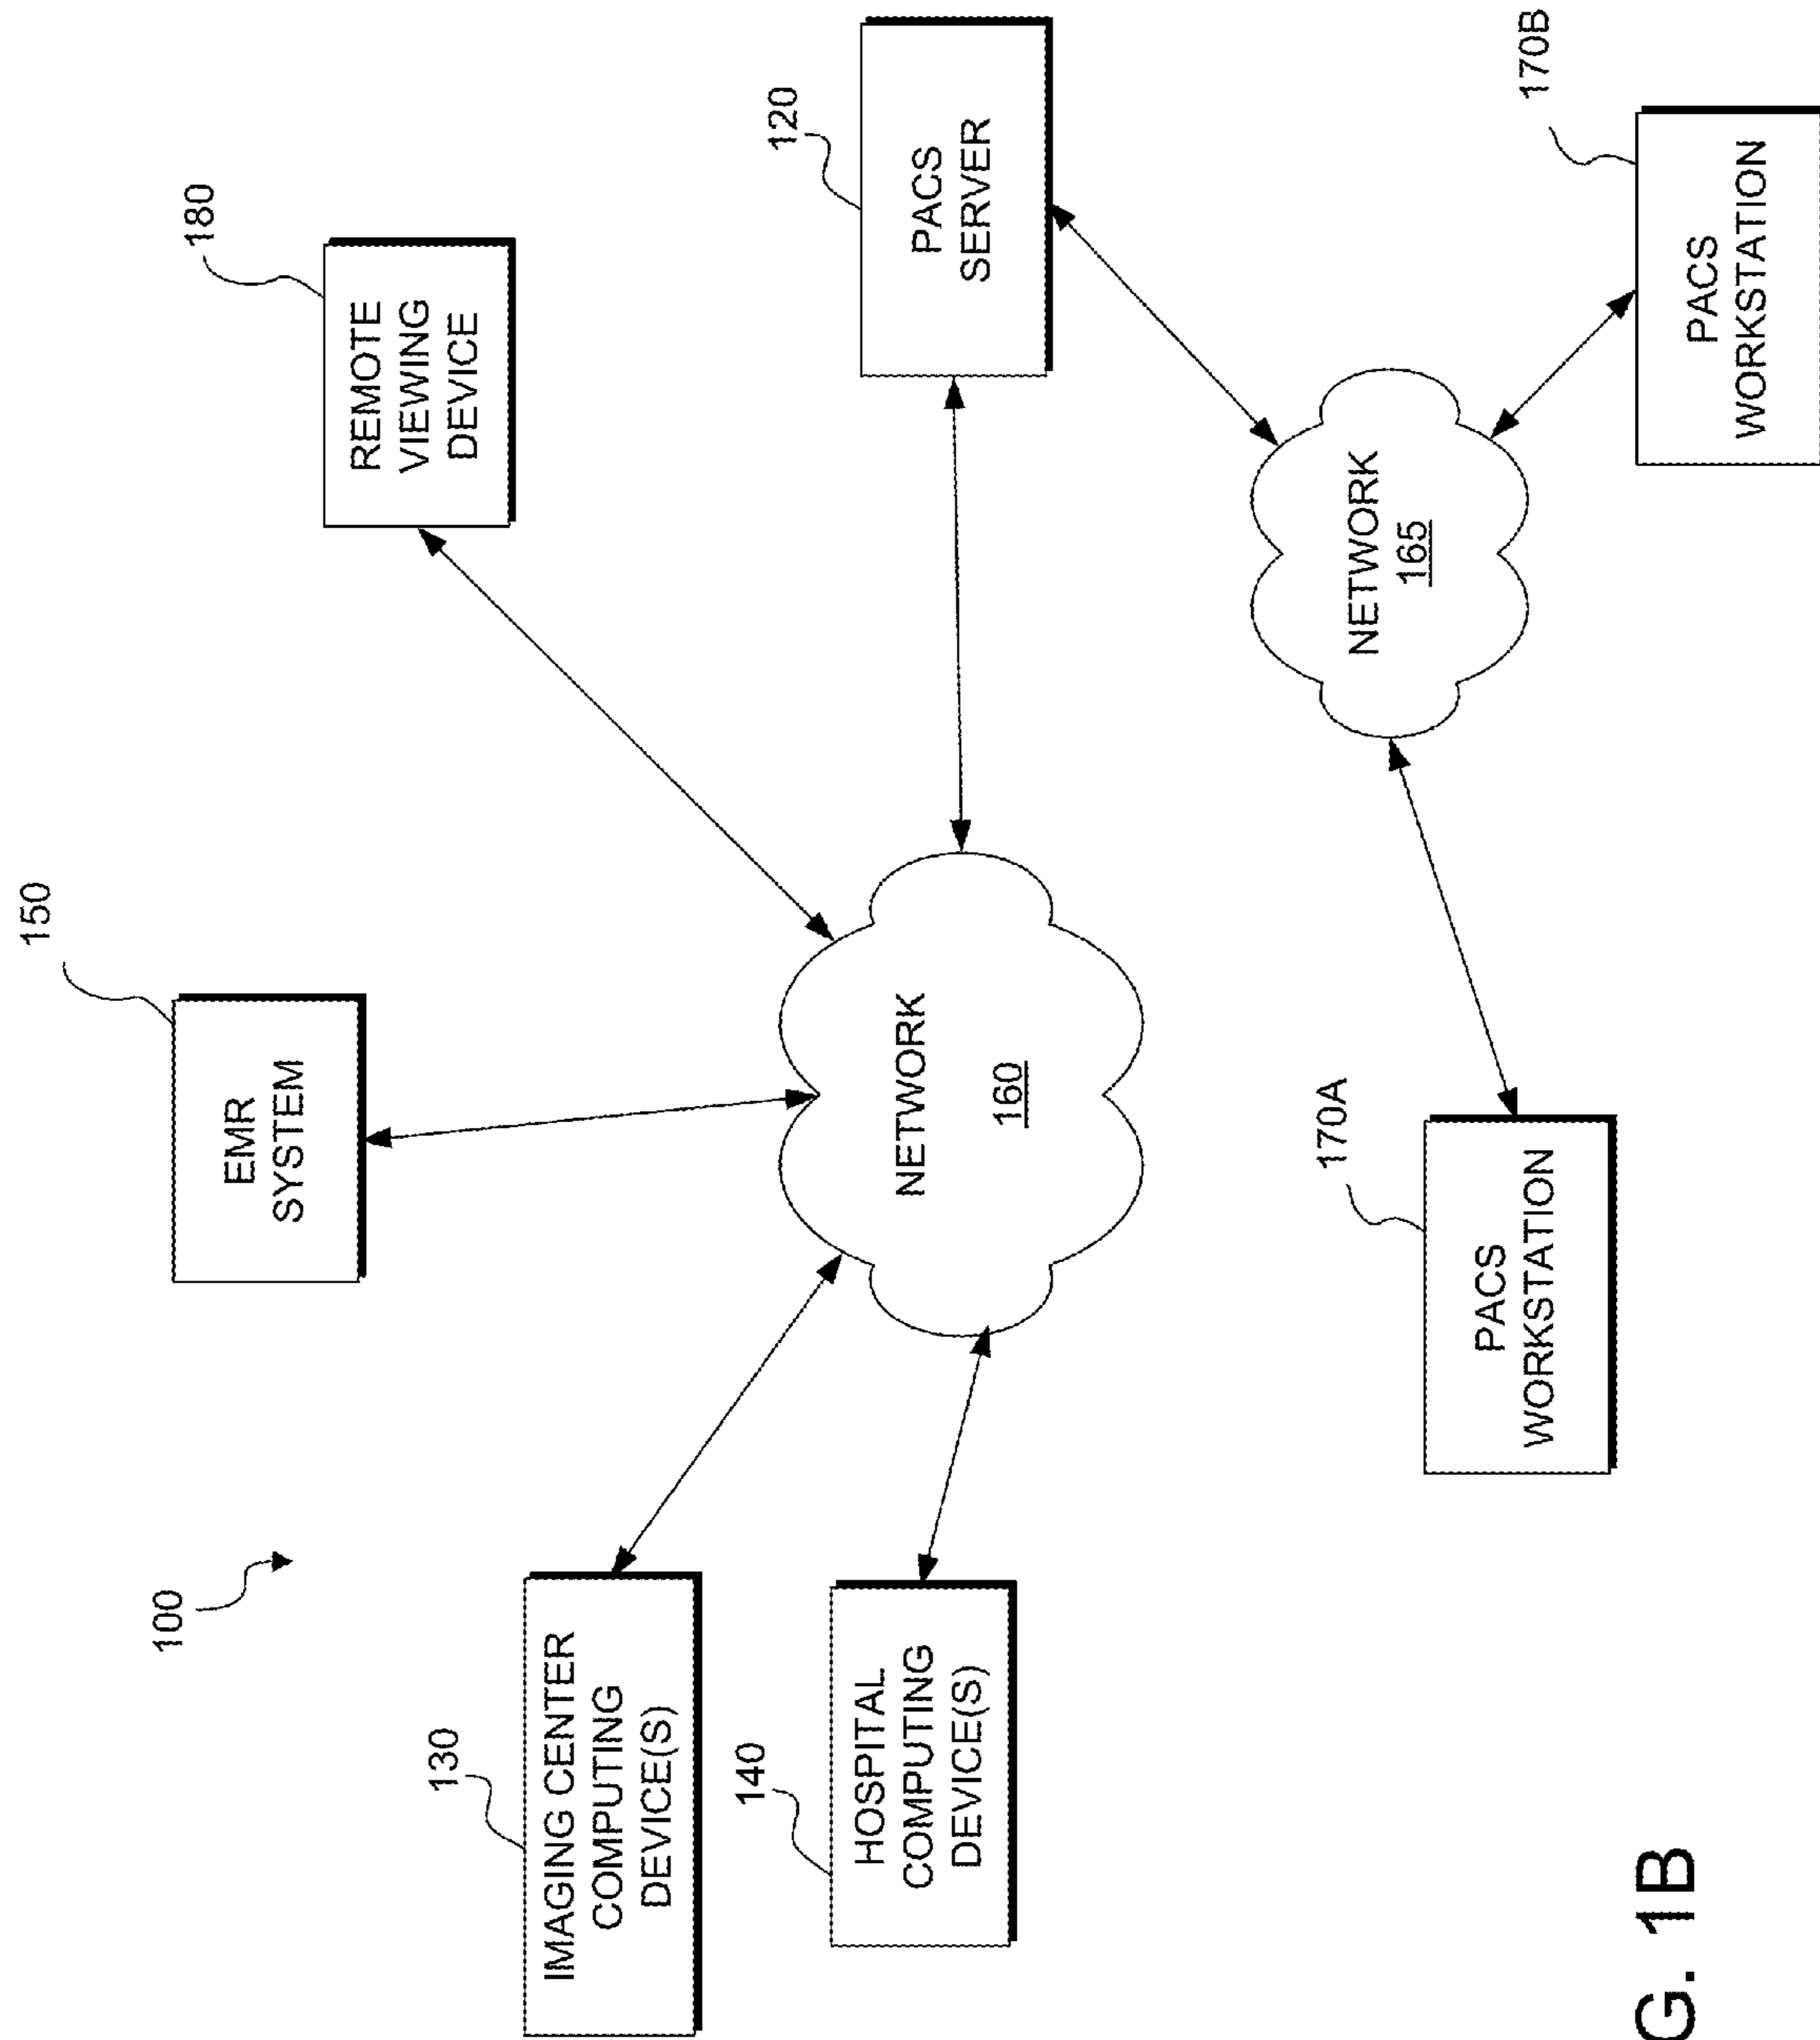 100
150
EMR
SYSTEM
180
REMOTE
VIEWING
DEVICE
130
IMAGING CENTER
COMPUTING
DEVICE(S)
140
HOSPITAL
COMPUTING
DEVICE(S)
NETWORK
160
120
PACS
SERVER
NETWORK
165
170A
PACS
WORKSTATION
170B
PACS
WORKSTATION
G. 1B